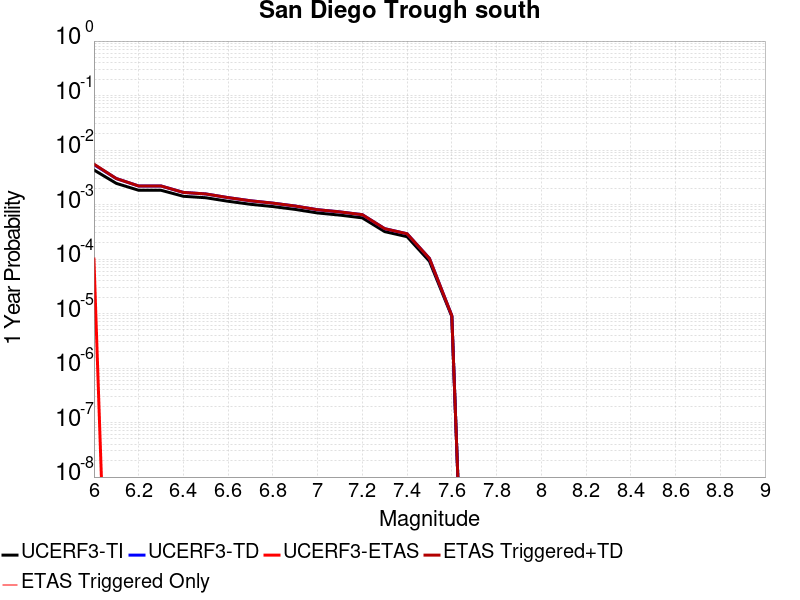 San Diego Trough south
1 Year Probability
10^0
10^-1
10^-2
10^-3
10^-4
10^-5
10^-6
10^-7
10^-8
6 6.2 6.4 6.6 6.8 7 7.2 7.4 7.6 7.8 8 8.2 8.4 8.6 8.8 9
Magnitude
UCERF3-TI UCERF3-TD UCERF3-ETAS ETAS Triggered+TD
ETAS Triggered Only